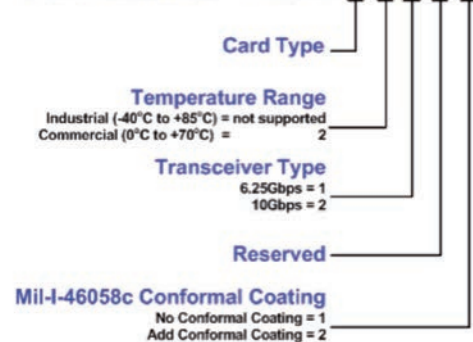 Card Type
Temperature Range
Industrial (-40°C to +85°C) = not supported
Commercial (0°C to +70°C) = 2
Transceiver Type
6.25Gbps = 1
10Gbps = 2
Reserved
Mil-I-46058c Conformal Coating
No Conformal Coating = 1
Add Conformal Coating = 2